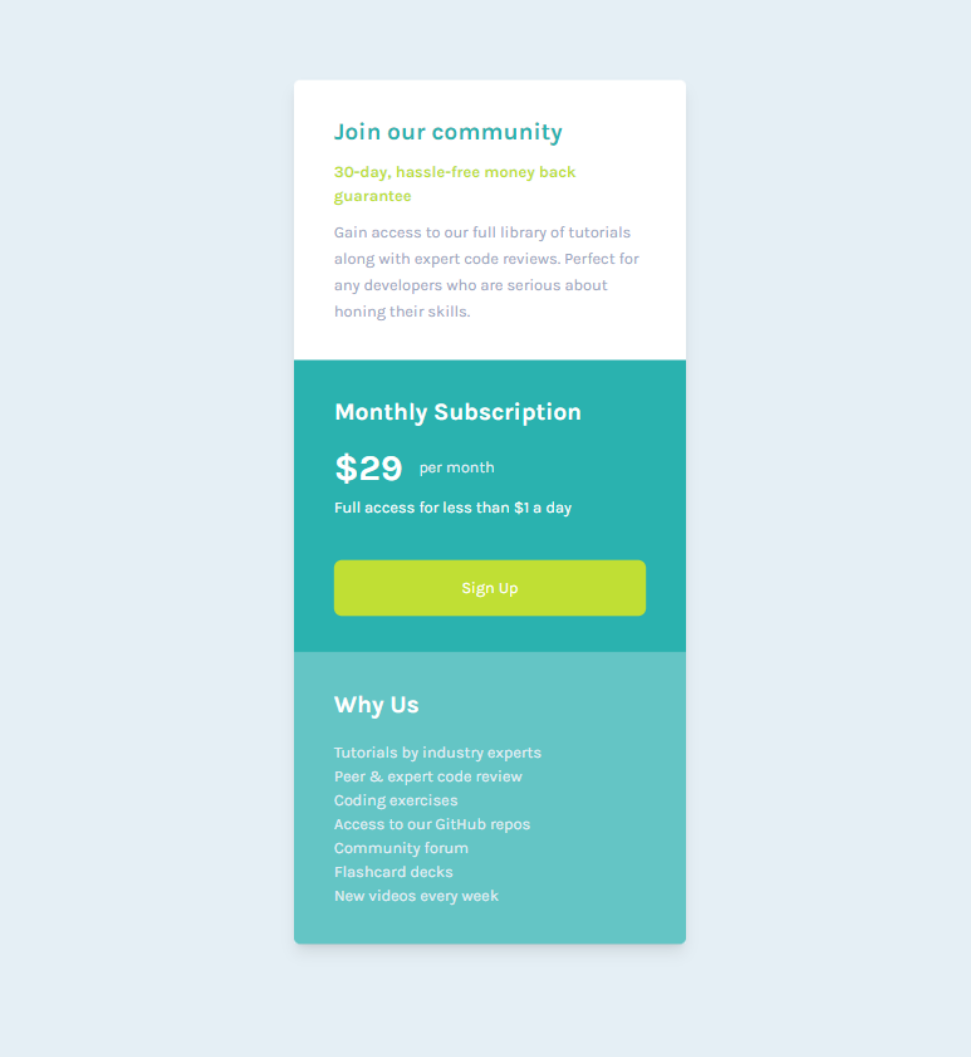 Join our community
30-day, hassle-free money back
guarantee
Gain access to our full library of tutorials
along with expert code reviews. Perfect for
any developers who are serious about
honing their skills.
Monthly Subscription
$29 per month
Full access for less than $1 a day
Sign Up
Why Us
Tutorials by industry experts
Peer & expert code review
Coding exercises
Access to our GitHub repos
Community forum
Flashcard decks
New videos every week